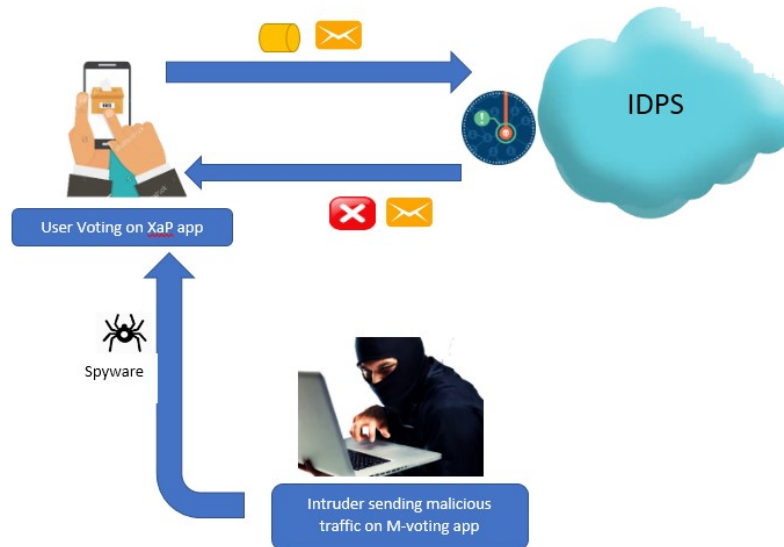 IDPS
User Voting on XaP app
Spyware
Intruder sending malicious
traffic on M-voting app